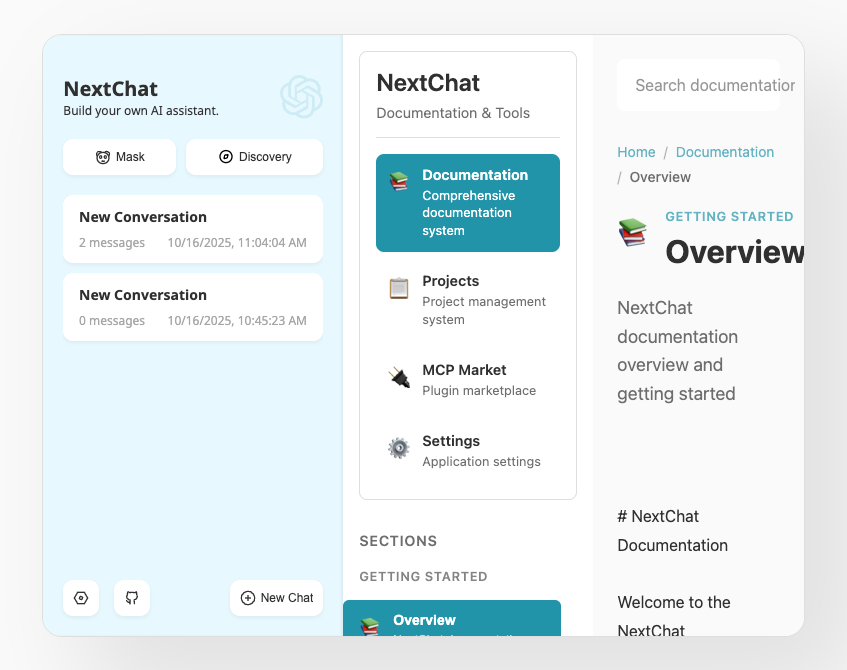 NextChat
Build your own AI assistant.
Mask
Discovery
New Conversation
2 messages 10/16/2025, 11:04:04 AM
New Conversation
0 messages 10/16/2025, 10:45:23 AM
New Chat
NextChat
Documentation & Tools
Documentation
Comprehensive
documentation
system
Projects
Project management
system
MCP Market
Plugin marketplace
Settings
Application settings
SECTIONS
GETTING STARTED
Overview
Search documentation
Home / Documentation
/ Overview
GETTING STARTED
Overview
NextChat
documentation
overview and
getting started
# NextChat
Documentation
Welcome to the
NextChat